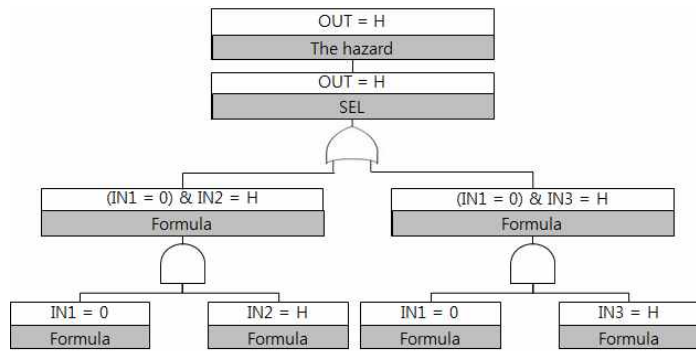 OUT = H
The hazard
OUT = H
SEL
(IN1 = 0) & IN2 = H
Formula
(IN1 = 0) & IN3 = H
Formula
IN1 = 0
Formula
IN2 = H
Formula
IN1 = 0
Formula
IN3 = H
Formula